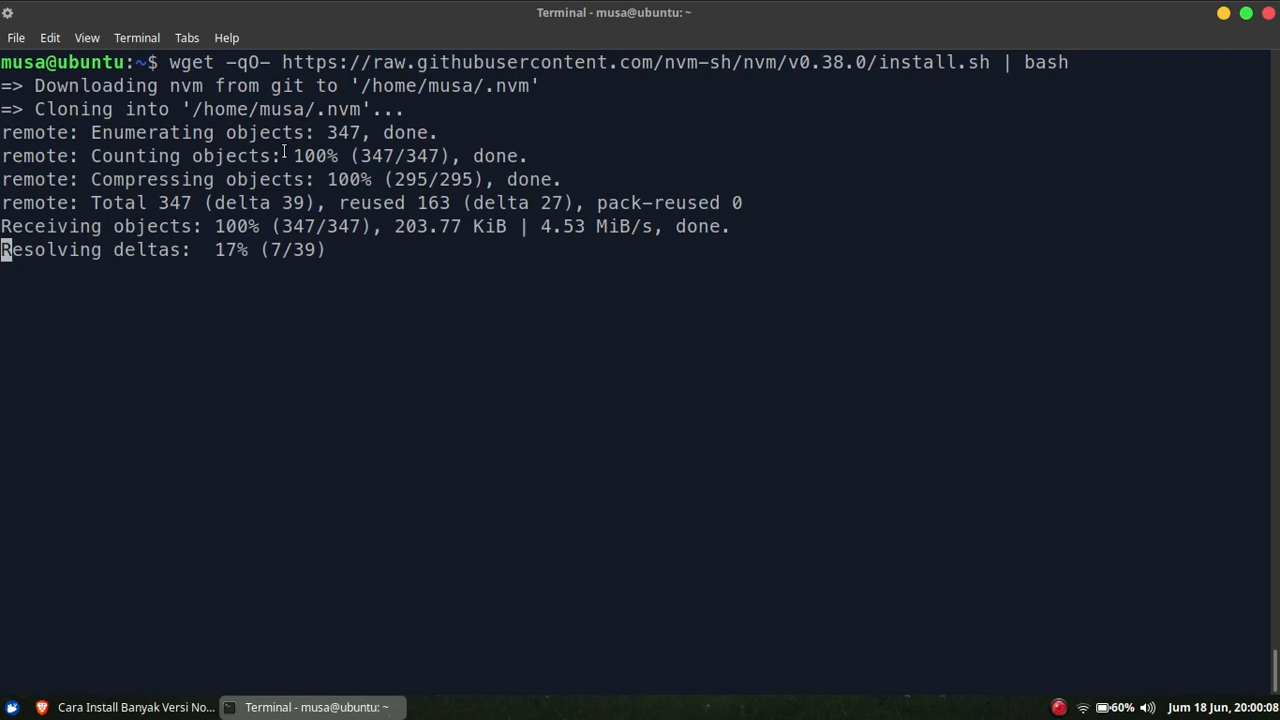 Terminal - musa@ubuntu: ~
File Edit View Terminal Tabs Help
musa@ubuntu:~$ wget -qO- https://raw.githubusercontent.com/nvm-sh/nvm/v0.38.0/install.sh | bash
=> Downloading nvm from git to '/home/musa/.nvm'
=> Cloning into '/home/musa/.nvm'...
remote: Enumerating objects: 347, done.
remote: Counting objects: 100% (347/347), done.
remote: Compressing objects: 100% (295/295), done.
remote: Total 347 (delta 39), reused 163 (delta 27), pack-reused 0
Receiving objects: 100% (347/347), 203.77 KiB | 4.53 MiB/s, done.
Resolving deltas:  17% (7/39)
Cara Install Banyak Versi No... Terminal - musa@ubuntu: ~ 60% Jum 18 Jun, 20:00:08